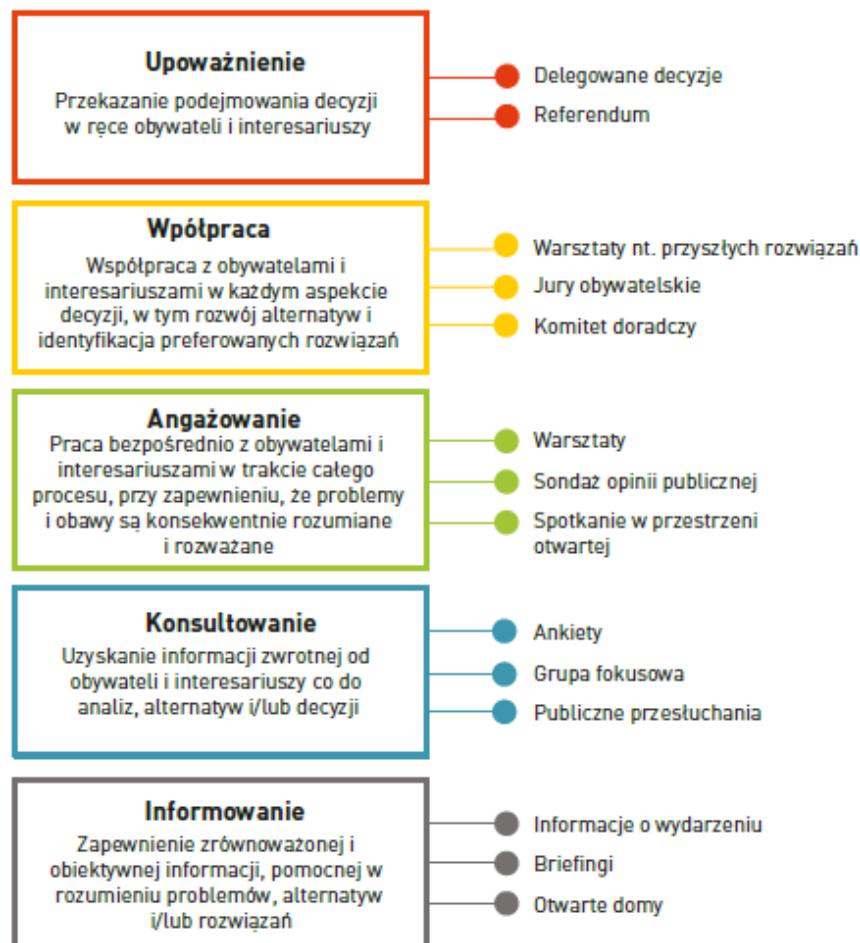 Upoważnienie
Przekazanie podejmowania decyzji
w ręce obywateli i interesariuszy
Delegowane decyzje
Referendum
Wpółpraca
Współpraca z obywatelami i
interesariuszami w każdym aspekcie
decyzji, w tym rozwój alternatyw i
identyfikacja preferowanych rozwiązań
Warsztaty nt. przyszłych rozwiązań
Jury obywatelskie
Komitet doradczy
Angażowanie
Praca bezpośrednio z obywatelami i
interesariuszami w trakcie całego
procesu, przy zapewnieniu, że problemy
i obawy są konsekwentnie rozumiane
i rozważane
Warsztaty
Sondaż opinii publicznej
Spotkanie w przestrzeni
otwartej
Konsultowanie
Uzyskanie informacji zwrotnej od
obywateli i interesariuszy co do
analiz, alternatyw i/lub decyzji
Ankiety
Grupa fokusowa
Publiczne przesłuchania
Informowanie
Zapewnienie zrównoważonej i
obiektywnej informacji, pomocnej w
rozumieniu problemów, alternatyw
i/lub rozwiązań
Informacje o wydarzeniu
Briefingi
Otwarte domy